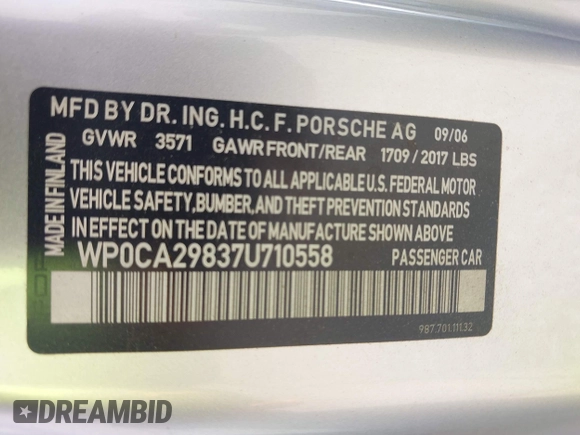 MFD BY DR. ING. H.C. F. PORSCHE AG 09/06
GVWR 3571 GAWR FRONT/REAR 1709 / 2017 LBS
THIS VEHICLE CONFORMS TO ALL APPLICABLE U.S. FEDERAL MOTOR
VEHICLE SAFETY, BUMPER, AND THEFT PREVENTION STANDARDS
IN EFFECT ON THE DATE OF MANUFACTURE SHOWN ABOVE.
WP0CA29837U710558 PASSENGER CAR
MADE IN FINLAND
987.701.111.32
DREAMBID